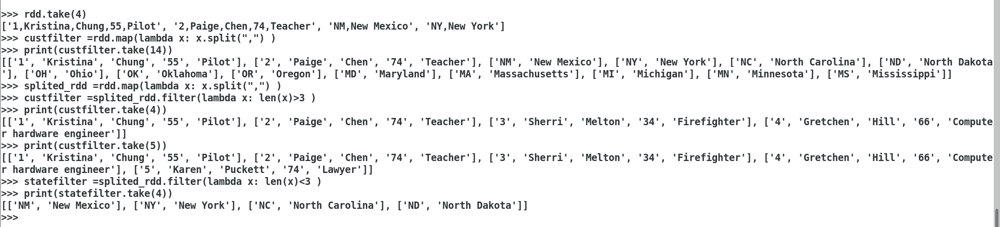 >>> rdd.take(4)
['1,Kristina,Chung,55,Pilot', '2,Paige,Chen,74,Teacher', 'NM,New Mexico', 'NY,New York']
>>> custfilter =rdd.map(lambda x: x.split(",") )
>>> print(custfilter.take(14))
[['1', 'Kristina', 'Chung', '55', 'Pilot'], ['2', 'Paige', 'Chen', '74', 'Teacher'], ['NM', 'New Mexico'], ['NY', 'New York'], ['NC', 'North Carolina'], ['ND', 'North Dakota
'], ['OH', 'Ohio'], ['OK', 'Oklahoma'], ['OR', 'Oregon'], ['MD', 'Maryland'], ['MA', 'Massachusetts'], ['MI', 'Michigan'], ['MN', 'Minnesota'], ['MS', 'Mississippi']]
>>> splited_rdd =rdd.map(lambda x: x.split(",") )
>>> custfilter =splited_rdd.filter(lambda x: len(x)>3 )
>>> print(custfilter.take(4))
[['1', 'Kristina', 'Chung', '55', 'Pilot'], ['2', 'Paige', 'Chen', '74', 'Teacher'], ['3', 'Sherri', 'Melton', '34', 'Firefighter'], ['4', 'Gretchen', 'Hill', '66', 'Compute
r hardware engineer']]
>>> print(custfilter.take(5))
[['1', 'Kristina', 'Chung', '55', 'Pilot'], ['2', 'Paige', 'Chen', '74', 'Teacher'], ['3', 'Sherri', 'Melton', '34', 'Firefighter'], ['4', 'Gretchen', 'Hill', '66', 'Compute
r hardware engineer'], ['5', 'Karen', 'Puckett', '74', 'Lawyer']]
>>> statefilter =splited_rdd.filter(lambda x: len(x)<3 )
>>> print(statefilter.take(4))
[['NM', 'New Mexico'], ['NY', 'New York'], ['NC', 'North Carolina'], ['ND', 'North Dakota']]
>>>